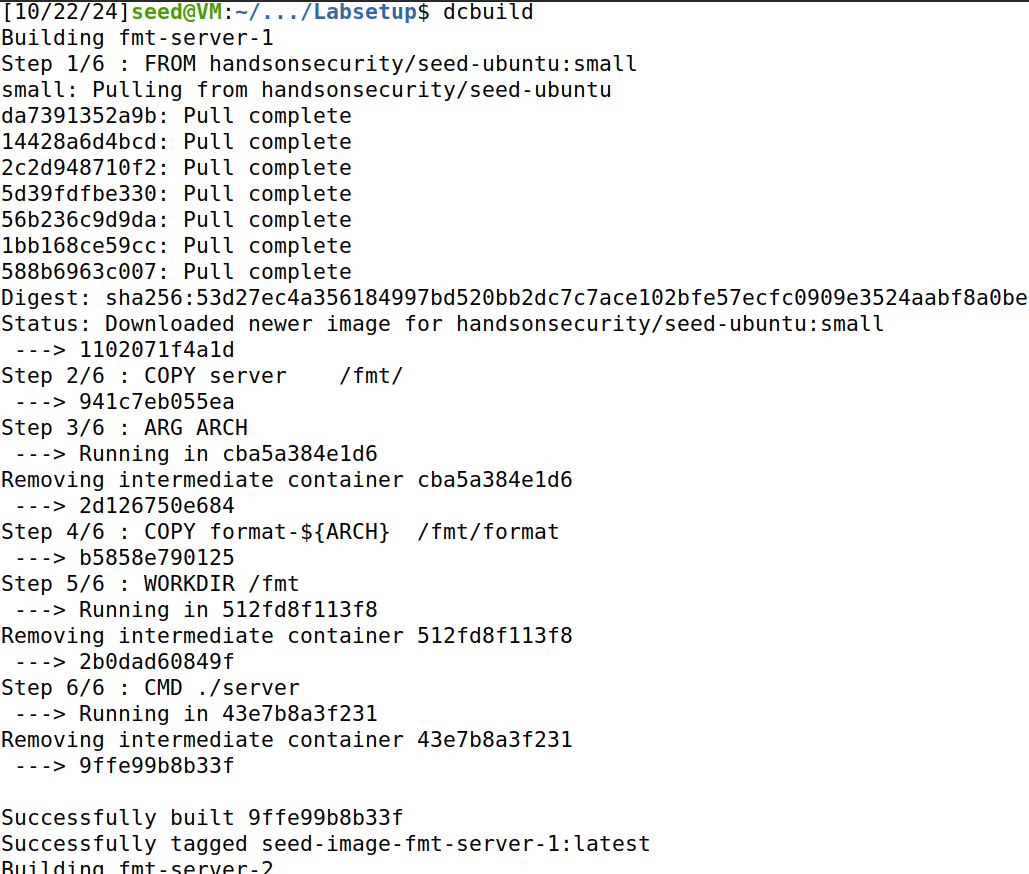 [10/22/24]seed@VM:~/.../Labsetup$ dcbuild
Building fmt-server-1
Step 1/6 : FROM handsonsecurity/seed-ubuntu:small
small: Pulling from handsonsecurity/seed-ubuntu
da7391352a9b: Pull complete
14428a6d4bcd: Pull complete
2c2d948710f2: Pull complete
5d39fdfbe330: Pull complete
56b236c9d9da: Pull complete
1bb168ce59cc: Pull complete
588b6963c007: Pull complete
Digest: sha256:53d27ec4a356184997bd520bb2dc7c7ace102bfe57ecfc0909e3524aabf8a0be
Status: Downloaded newer image for handsonsecurity/seed-ubuntu:small
 ---> 1102071f4a1d
Step 2/6 : COPY server    /fmt/
 ---> 941c7eb055ea
Step 3/6 : ARG ARCH
 ---> Running in cba5a384e1d6
Removing intermediate container cba5a384e1d6
 ---> 2d126750e684
Step 4/6 : COPY format-${ARCH}  /fmt/format
 ---> b5858e790125
Step 5/6 : WORKDIR /fmt
 ---> Running in 512fd8f113f8
Removing intermediate container 512fd8f113f8
 ---> 2b0dad60849f
Step 6/6 : CMD ./server
 ---> Running in 43e7b8a3f231
Removing intermediate container 43e7b8a3f231
 ---> 9ffe99b8b33f

Successfully built 9ffe99b8b33f
Successfully tagged seed-image-fmt-server-1:latest
Building fmt-server-2